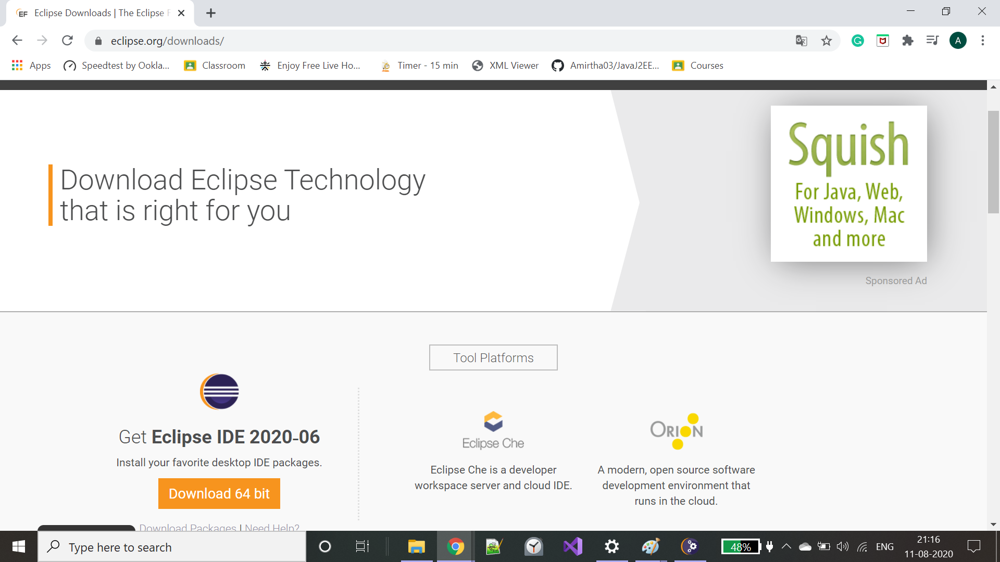 EF Eclipse Downloads | The Eclipse F
eclipse.org/downloads/
A
Apps Speedtest by Ookla... Classroom Enjoy Free Live Ho... Timer - 15 min XML Viewer Amirtha03/JavaJ2EE... Courses
Download Eclipse Technology
that is right for you
Squish
For Java, Web,
Windows, Mac
and more
Sponsored Ad
Tool Platforms
Get Eclipse IDE 2020-06
Install your favorite desktop IDE packages.
Download 64 bit
Download Packages | Need Help?
Eclipse Che
Eclipse Che is a developer
workspace server and cloud IDE.
ORION
A modern, open source software
development environment that
runs in the cloud.
Type here to search
48%
ENG
21:16
11-08-2020